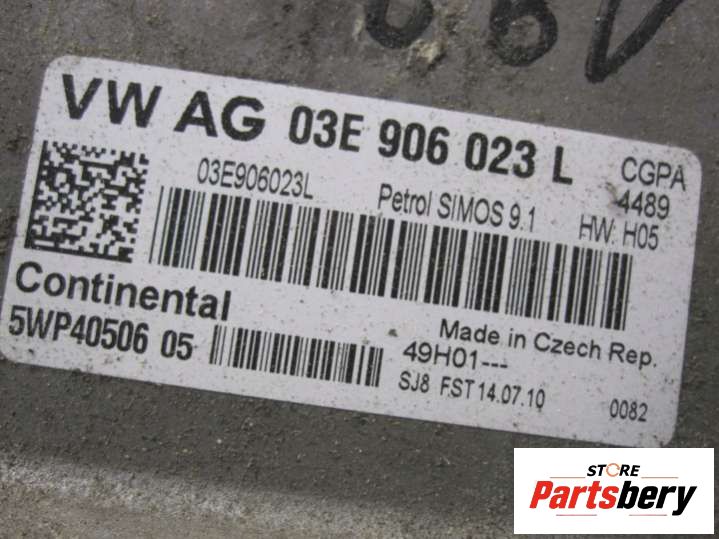 VW AG 03E 906 023 L
CGPA
4489
03E906023L Petrol SIMOS 9.1 HW: H05
Continental
Made in Czech Rep.
5WP40506 05
49H01---
SJ8 FST 14.07.10 0082
STORE
Partsbery